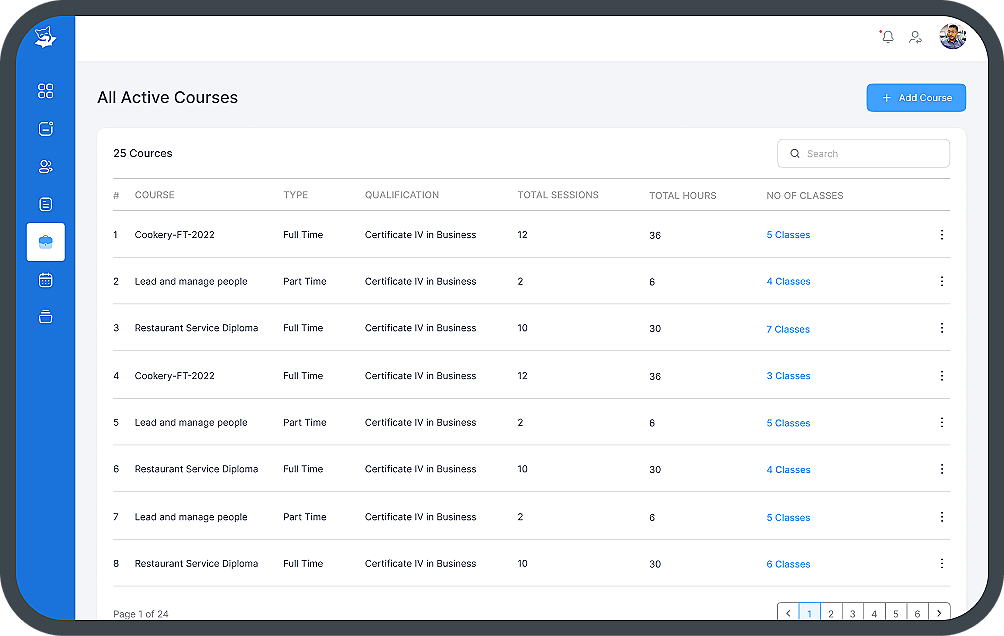 All Active Courses
+ Add Course
25 Cources
Search
# COURSE TYPE QUALIFICATION TOTAL SESSIONS TOTAL HOURS NO OF CLASSES
1 Cookery-FT-2022 Full Time Certificate IV in Business 12 36 5 Classes
2 Lead and manage people Part Time Certificate IV in Business 2 6 4 Classes
3 Restaurant Service Diploma Full Time Certificate IV in Business 10 30 7 Classes
4 Cookery-FT-2022 Full Time Certificate IV in Business 12 36 3 Classes
5 Lead and manage people Part Time Certificate IV in Business 2 6 5 Classes
6 Restaurant Service Diploma Full Time Certificate IV in Business 10 30 4 Classes
7 Lead and manage people Part Time Certificate IV in Business 2 6 5 Classes
8 Restaurant Service Diploma Full Time Certificate IV in Business 10 30 6 Classes
Page 1 of 24
< 1 2 3 4 5 6 >